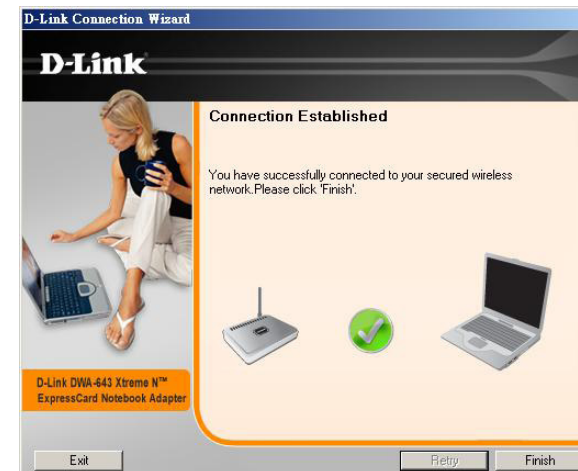 D-Link Connection Wizard
D-Link
Connection Established
You have successfully connected to your secured wireless
network.Please click 'Finish'.
D-Link DWA-643 Xtreme N™
ExpressCard Notebook Adapter
Exit
Retry
Finish